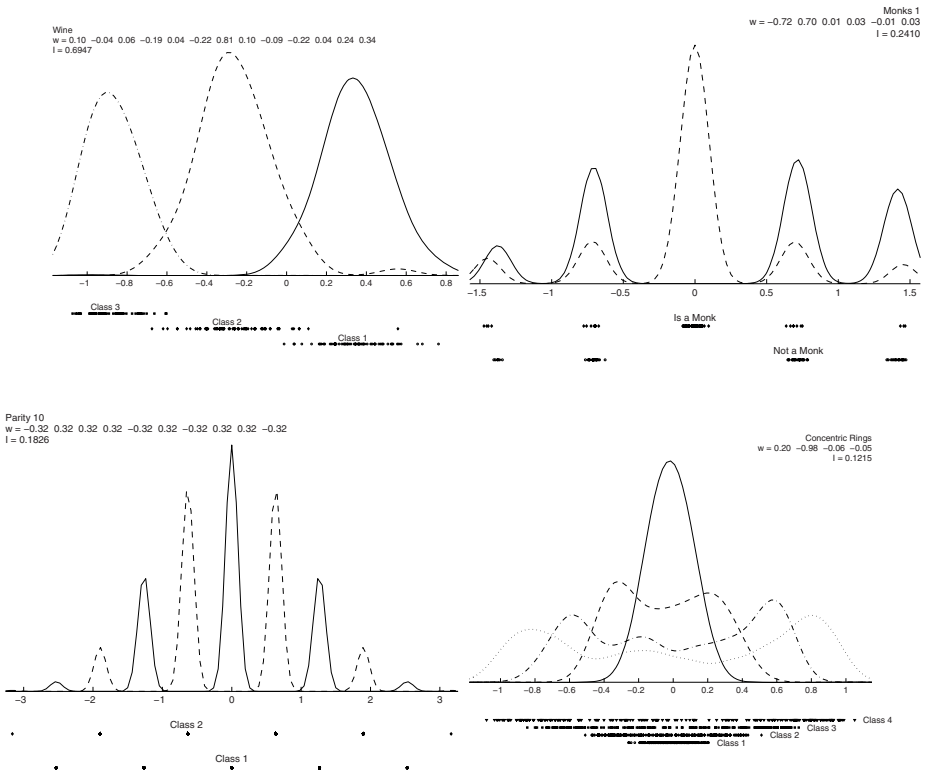 Wine
w = 0.10 −0.04 0.06 −0.19 0.04 −0.22 0.81 0.10 −0.09 −0.22 0.04 0.24 0.34
I = 0.6947
−1 −0.8 −0.6 −0.4 −0.2 0 0.2 0.4 0.6 0.8
Class 3
Class 2
Class 1
Monks 1
w = −0.72 0.70 0.01 0.03 −0.01 0.03
I = 0.2410
−1.5 −1 −0.5 0 0.5 1 1.5
Is a Monk
Not a Monk
Parity 10
w = −0.32 0.32 0.32 0.32 −0.32 0.32 −0.32 0.32 0.32 −0.32
I = 0.1826
−3 −2 −1 0 1 2 3
Class 2
Class 1
Concentric Rings
w = 0.20 −0.98 −0.06 −0.05
I = 0.1215
−1 −0.8 −0.6 −0.4 −0.2 0 0.2 0.4 0.6 0.8 1
Class 4
Class 3
Class 2
Class 1